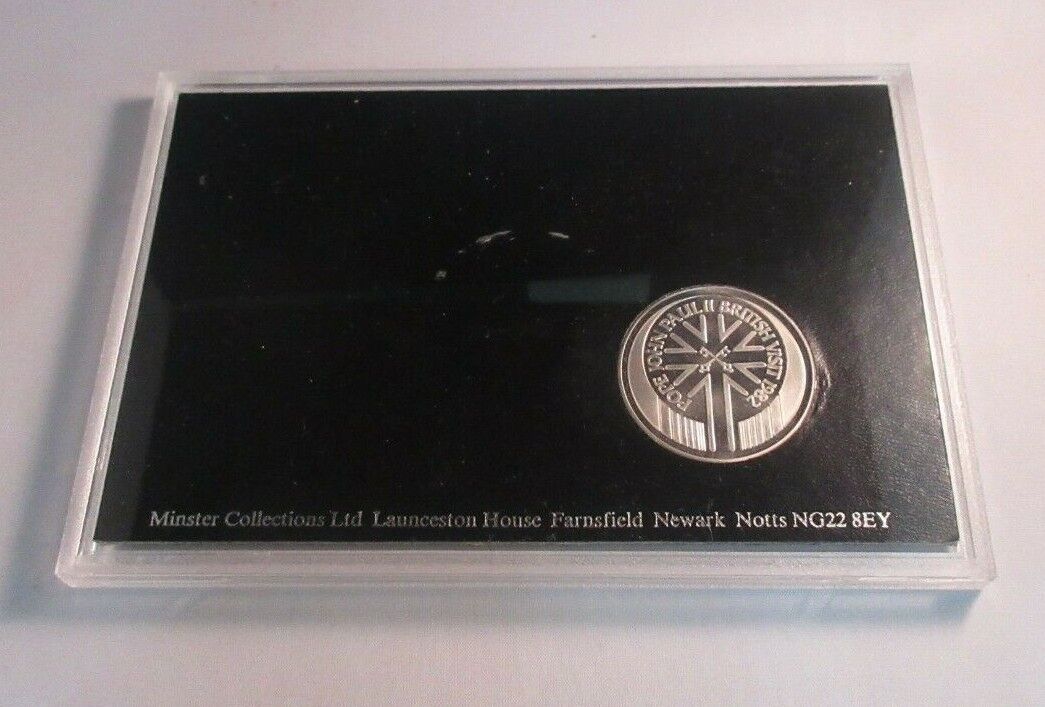 POPE JOHN PAUL II BRITISH VISIT 1982
Minster Collections Ltd Launceston House Farnsfield Newark Notts NG22 8EY